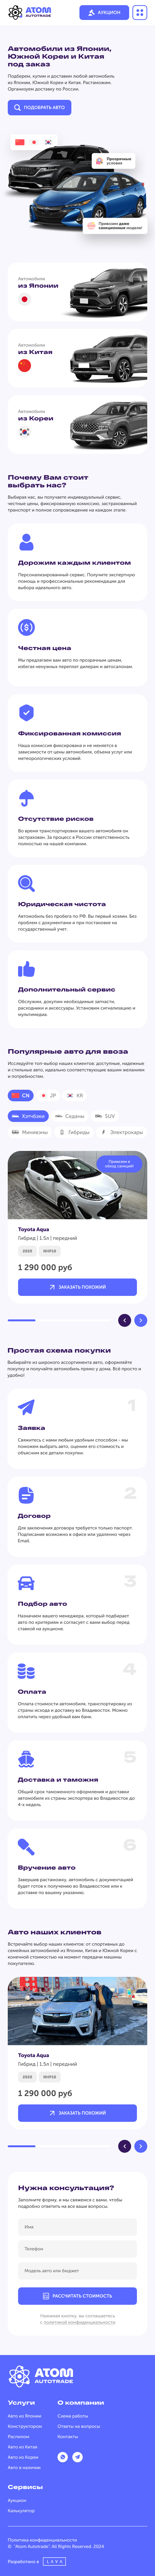 ATOM
AUTOTRADE
АУКЦИОН
Автомобили из Японии,
Южной Кореи и Китая
под заказ
Подберем, купим и доставим любой автомобиль
из Японии, Южной Кореи и Китая. Растаможим.
Организуем доставку по России.
ПОДОБРАТЬ АВТО
Прозрачные
условия
Привозим даже
санкционные модели!
Автомобили
из Японии
Автомобили
из Китая
Автомобили
из Кореи
Почему Вам стоит
выбрать нас?
Выбирая нас, вы получаете индивидуальный сервис,
честные цены, фиксированную комиссию, застрахованный
транспорт и полное сопровождение на каждом этапе.
Дорожим каждым клиентом
Персонализированный сервис. Получите экспертную
помощь и профессиональные рекомендации для
выбора идеального авто.
Честная цена
Мы предлагаем вам авто по прозрачным ценам,
избегая ненужных переплат дилерам и автосалонам.
Фиксированная комиссия
Наша комиссия фиксирована и не меняется в
зависимости от цены автомобиля, объема услуг или
метеорологических условий.
Отсутствие рисков
Во время транспортировки вашего автомобиля он
застрахован. За процесс в России ответственность
полностью на нашей компании.
Юридическая чистота
Автомобиль без пробега по РФ. Вы первый хозяин. Без
проблем с документами и при постановке на
государственный учет.
Дополнительный сервис
Обсуднии, докупим необходимые запчасти,
расходники и аксессуары. Установим сигнализацию и
мультимедиа.
Популярные авто для ввоза
Исследуйте топ-выбор наших клиентов: доступные, надежные
и стильные авто, идеально соответствующие вашим желаниям
и потребностям.
CN
JP
KR
Хэтчбэки
Седаны
SUV
Минивэны
Гибриды
Электрокары
Привезем в
обход санкций!
Toyota Aqua
Гибрид | 1.5л | передний
2020
NHP10
1 290 000 руб
ЗАКАЗАТЬ ПОХОЖИЙ
Простая схема покупки
Выбирайте из широкого ассортимента авто, оформляйте
покупку и получайте автомобиль прямо у дома. Всё просто и
удобно!
1
Заявка
Свяжитесь с нами любым удобным способом - мы
поможем выбрать авто, оценим его стоимость и
объясним все детали покупки.
2
Договор
Для заключения договора требуется только паспорт.
Подписание возможно в офисе или удаленно через
Email.
3
Подбор авто
Назначаем вашего менеджера, который подбирает
авто по критериям и согласует с вами выбор перед
ставкой на аукционе.
4
Оплата
Оплата стоимости автомобиля, транспортировку из
страны исхода и доставку во Владивосток. Можно
оплатить через удобный вам банк.
5
Доставка и таможня
Общий срок таможенного оформления и доставки
автомобиля из страны экспортера во Владивосток до
4-х недель.
6
Вручение авто
Завершив растаможку, автомобиль с документацией
будет готов к получению в Владивостоке или его
доставке по вашему указанию.
Авто наших клиентов
Встречайте выбор наших клиентов: от спортивных до
семейных автомобилей из Японии, Китая и Южной Кореи с
конечной стоимостью на момент передачи машины
покупателю.
Toyota Aqua
Гибрид | 1.5л | передний
2020
NHP10
2 290 000 руб
ЗАКАЗАТЬ ПОХОЖИЙ
Нужна консультация?
Заполните форму, и мы свяжемся с вами, чтобы
подробно ответить на все ваши вопросы.
Имя
Телефон
Модель авто или бюджет
РАССЧИТАТЬ СТОИМОСТЬ
Нажимая кнопку, вы соглашаетесь
с политикой конфиденциальности
ATOM
AUTOTRADE
Услуги
Авто из Японии
Конструктором
Распилом
Авто из Китая
Авто из Кореи
Авто в наличии
О компании
Схема работы
Ответы на вопросы
Контакты
Сервисы
Аукцион
Калькулятор
Политика конфиденциальности
© "Atom Autotrade". All Rights Reserved. 2024
Разработано в
LAVA